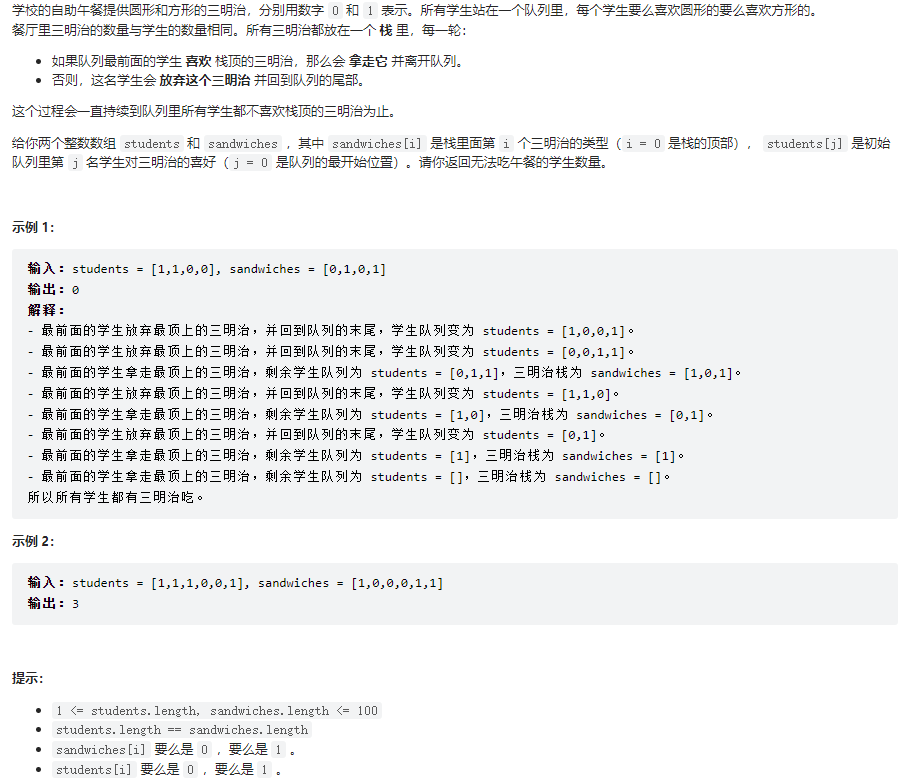 学校的自助午餐提供圆形和方形的三明治，分别用数字 0 和 1 表示。所有学生站在一个队列里，每个学生要么喜欢圆形的要么喜欢方形的。
餐厅里三明治的数量与学生的数量相同。所有三明治都放在一个 栈 里，每一轮：
• 如果队列最前面的学生 喜欢 栈顶的三明治，那么会 拿走它 并离开队列。
• 否则，这名学生会 放弃这个三明治 并回到队列的尾部。
这个过程会一直持续到队列里所有学生都不喜欢栈顶的三明治为止。
给你两个整数数组 students 和 sandwiches ，其中 sandwiches[i] 是栈里面第 i 个三明治的类型（i = 0 是栈的顶部）， students[j] 是初始
队列里第 j 名学生对三明治的喜好（j = 0 是队列的最开始位置）。请你返回无法吃午餐的学生数量。
示例 1：
输入：students = [1,1,0,0], sandwiches = [0,1,0,1]
输出：0
解释：
- 最前面的学生放弃最顶上的三明治，并回到队列的末尾，学生队列变为 students = [1,0,0,1]。
- 最前面的学生放弃最顶上的三明治，并回到队列的末尾，学生队列变为 students = [0,0,1,1]。
- 最前面的学生拿走最顶上的三明治，剩余学生队列为 students = [0,1,1]，三明治栈为 sandwiches = [1,0,1]。
- 最前面的学生放弃最顶上的三明治，并回到队列的末尾，学生队列变为 students = [1,1,0]。
- 最前面的学生拿走最顶上的三明治，剩余学生队列为 students = [1,0]，三明治栈为 sandwiches = [0,1]。
- 最前面的学生放弃最顶上的三明治，并回到队列的末尾，学生队列变为 students = [0,1]。
- 最前面的学生拿走最顶上的三明治，剩余学生队列为 students = [1]，三明治栈为 sandwiches = [1]。
- 最前面的学生拿走最顶上的三明治，剩余学生队列为 students = []，三明治栈为 sandwiches = []。
所以所有学生都有三明治吃。
示例 2：
输入：students = [1,1,1,0,0,1], sandwiches = [1,0,0,0,1,1]
输出：3
提示：
• 1 <= students.length, sandwiches.length <= 100
• students.length == sandwiches.length
• sandwiches[i] 要么是 0 ，要么是 1 。
• students[i] 要么是 0 ，要么是 1 。